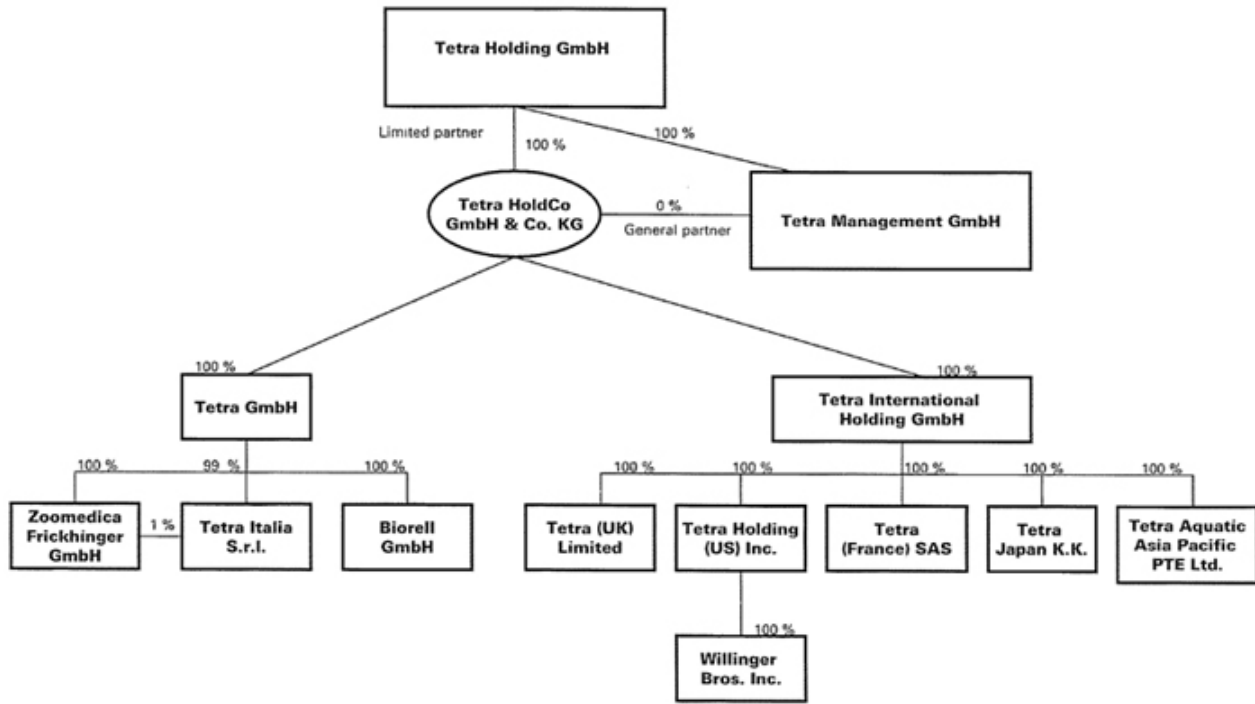 Tetra Holding GmbH
Limited partner
100 %
100 %
Tetra HoldCo
GmbH & Co. KG
0 %
General partner
Tetra Management GmbH
100 %
100 %
Tetra GmbH
Tetra International
Holding GmbH
100 %
99 %
100 %
100 %
100 %
100 %
100 %
100 %
Zoomedica
Frickhinger
GmbH
1 %
Tetra Italia
S.r.l.
Biorell
GmbH
Tetra (UK)
Limited
Tetra Holding
(US) Inc.
Tetra
(France) SAS
Tetra
Japan K.K.
Tetra Aquatic
Asia Pacific
PTE Ltd.
100 %
Willinger
Bros. Inc.